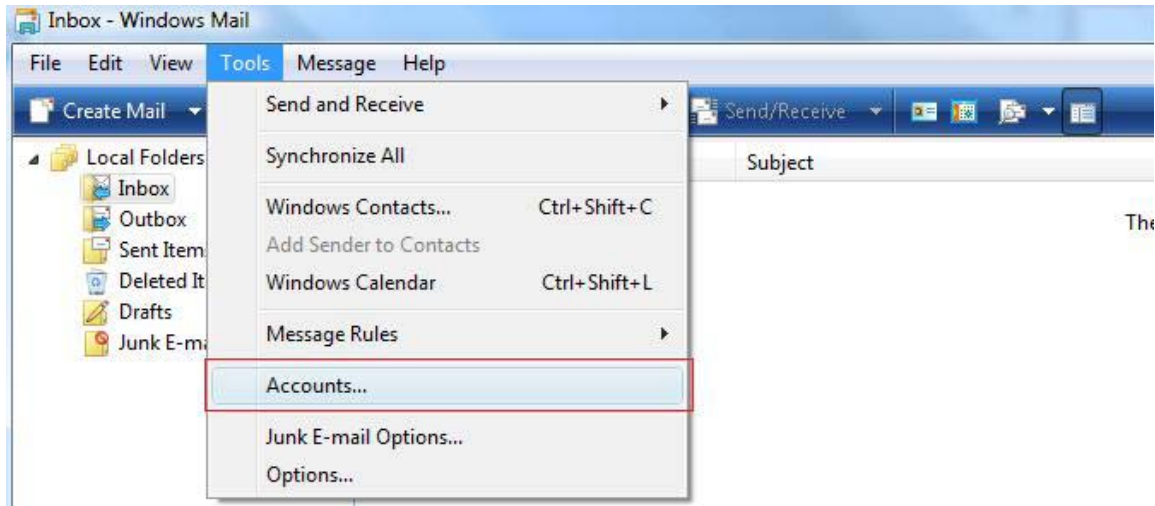 Inbox - Windows Mail
File Edit View Tools Message Help
Create Mail Send/Receive
Local Folders
Inbox
Outbox
Sent Item
Deleted It
Drafts
Junk E-ma
Send and Receive
Synchronize All
Windows Contacts... Ctrl+Shift+C
Add Sender to Contacts
Windows Calendar Ctrl+Shift+L
Message Rules
Accounts...
Junk E-mail Options...
Options...
Subject
The